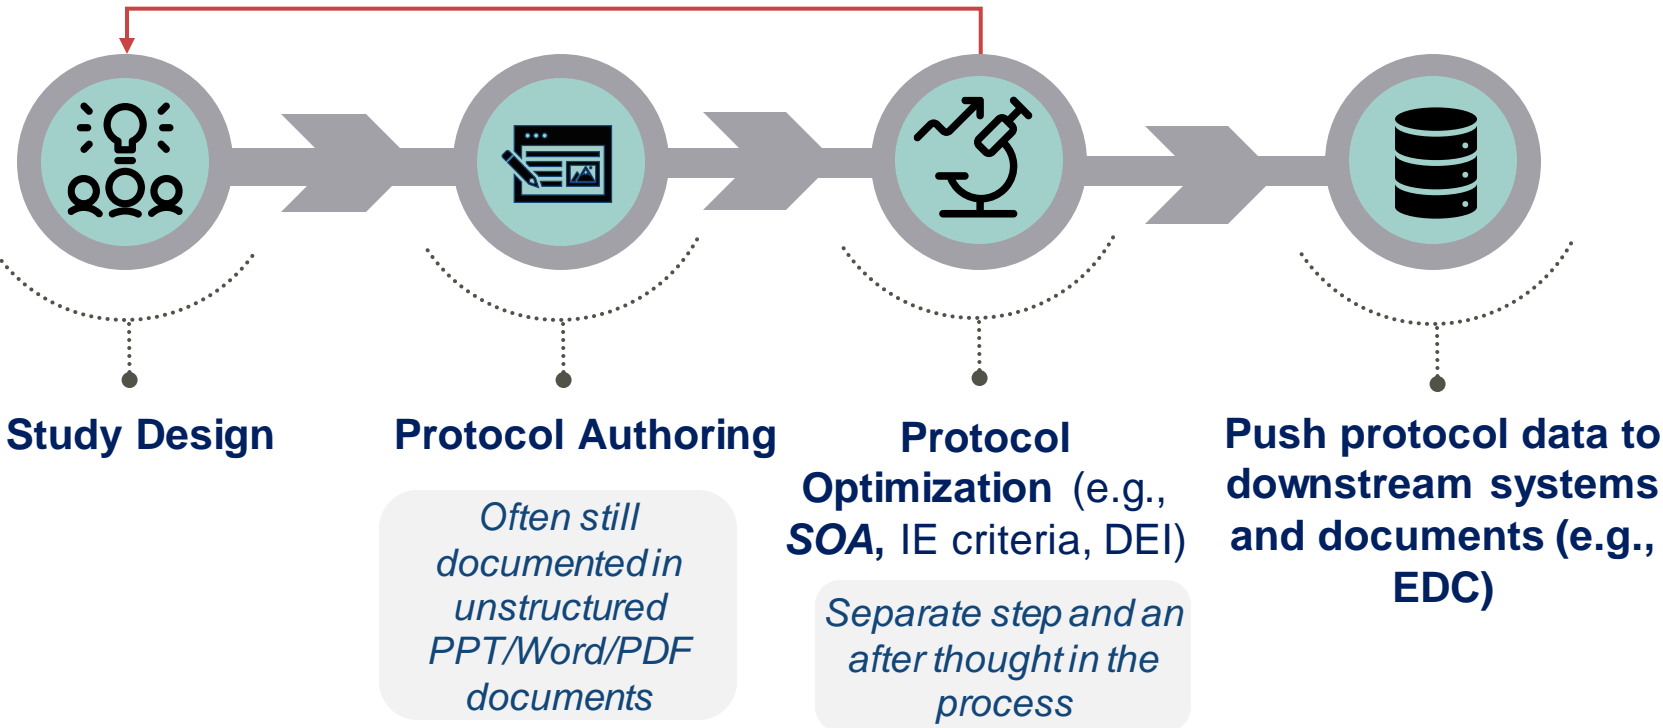 Study Design
Protocol Authoring
Often still
documented in
unstructured
PPT/Word/PDF
documents
Protocol
Optimization (e.g.,
SOA, IE criteria, DEI)
Separate step and an
after thought in the
process
Push protocol data to
downstream systems
and documents (e.g.,
EDC)